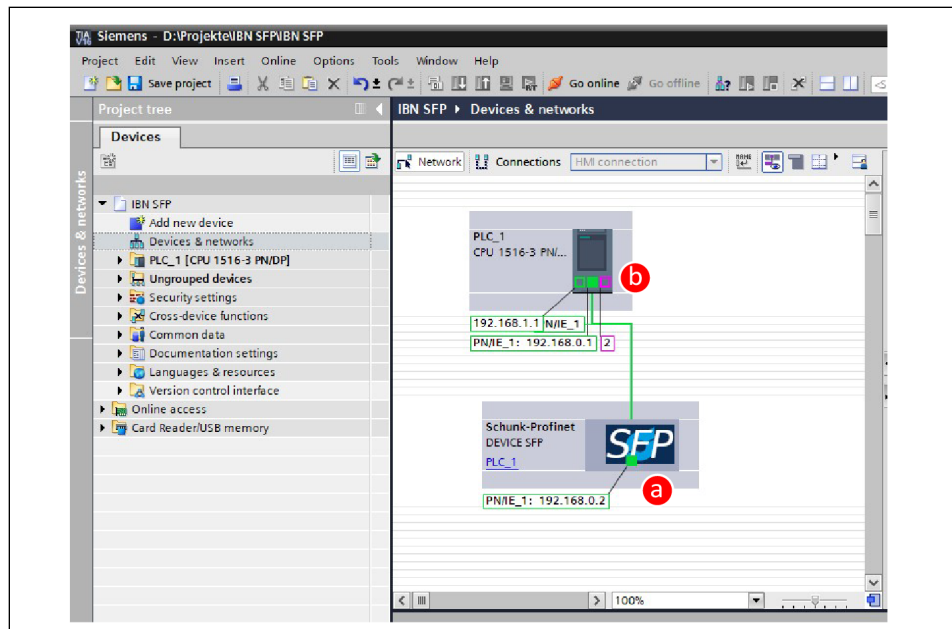 Siemens - D:\Projekte\IBN SFP\IBN SFP
Project Edit View Insert Online Options Tools Window Help
Save project Go online Go offline
Project tree
IBN SFP Devices & networks
Devices
Network Connections HMI connection
Devices & networks
IBN SFP
Add new device
Devices & networks
PLC_1 [CPU 1516-3 PN/DP]
Ungrouped devices
Security settings
Cross-device functions
Common data
Documentation settings
Languages & resources
Version control interface
Online access
Card Reader/USB memory
PLC_1
CPU 1516-3 PN/...
b
192.168.1.1 N/IE_1
PN/IE_1: 192.168.0.1 2
Schunk-Profinet
DEVICE SFP
PLC_1
SFP
a
PN/IE_1: 192.168.0.2
100%